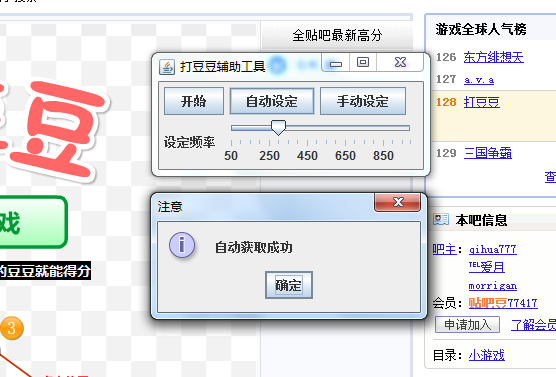 全贴吧最新高分
豆
戏
的豆豆就能得分
3
打豆豆辅助工具
开始 自动设定 手动设定
设定频率
50 250 450 650 850
注意
自动获取成功
确定
游戏全球人气榜
126 东方绯想天
127 a.v.a
128 打豆豆
129 三国争霸
查
本吧信息
吧主: qihua777
℡爱月
morrigan
会员: 贴吧豆77417
申请加入 了解会员
目录: 小游戏